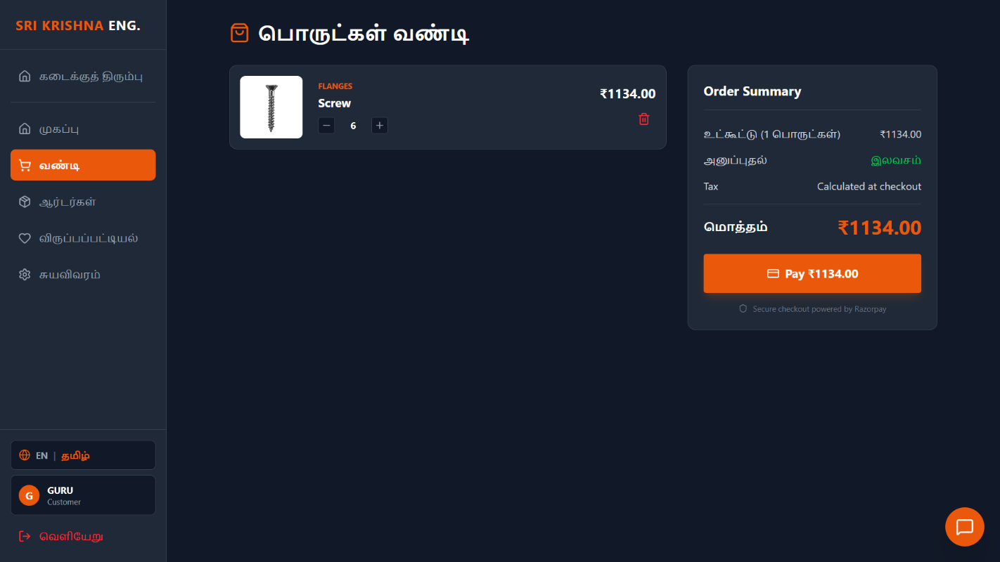 SRI KRISHNA ENG.
கடைக்குத் திரும்பு
முகப்பு
வண்டி
ஆர்டர்கள்
விருப்பப்பட்டியல்
சுயவிவரம்
EN | தமிழ்
G
GURU
Customer
வெளியேறு
பொருட்கள் வண்டி
FLANGES
Screw
6
₹1134.00
Order Summary
உட்கூட்டு (1 பொருட்கள்) ₹1134.00
அனுப்புதல் இலவசம்
Tax Calculated at checkout
மொத்தம் ₹1134.00
Pay ₹1134.00
Secure checkout powered by Razorpay